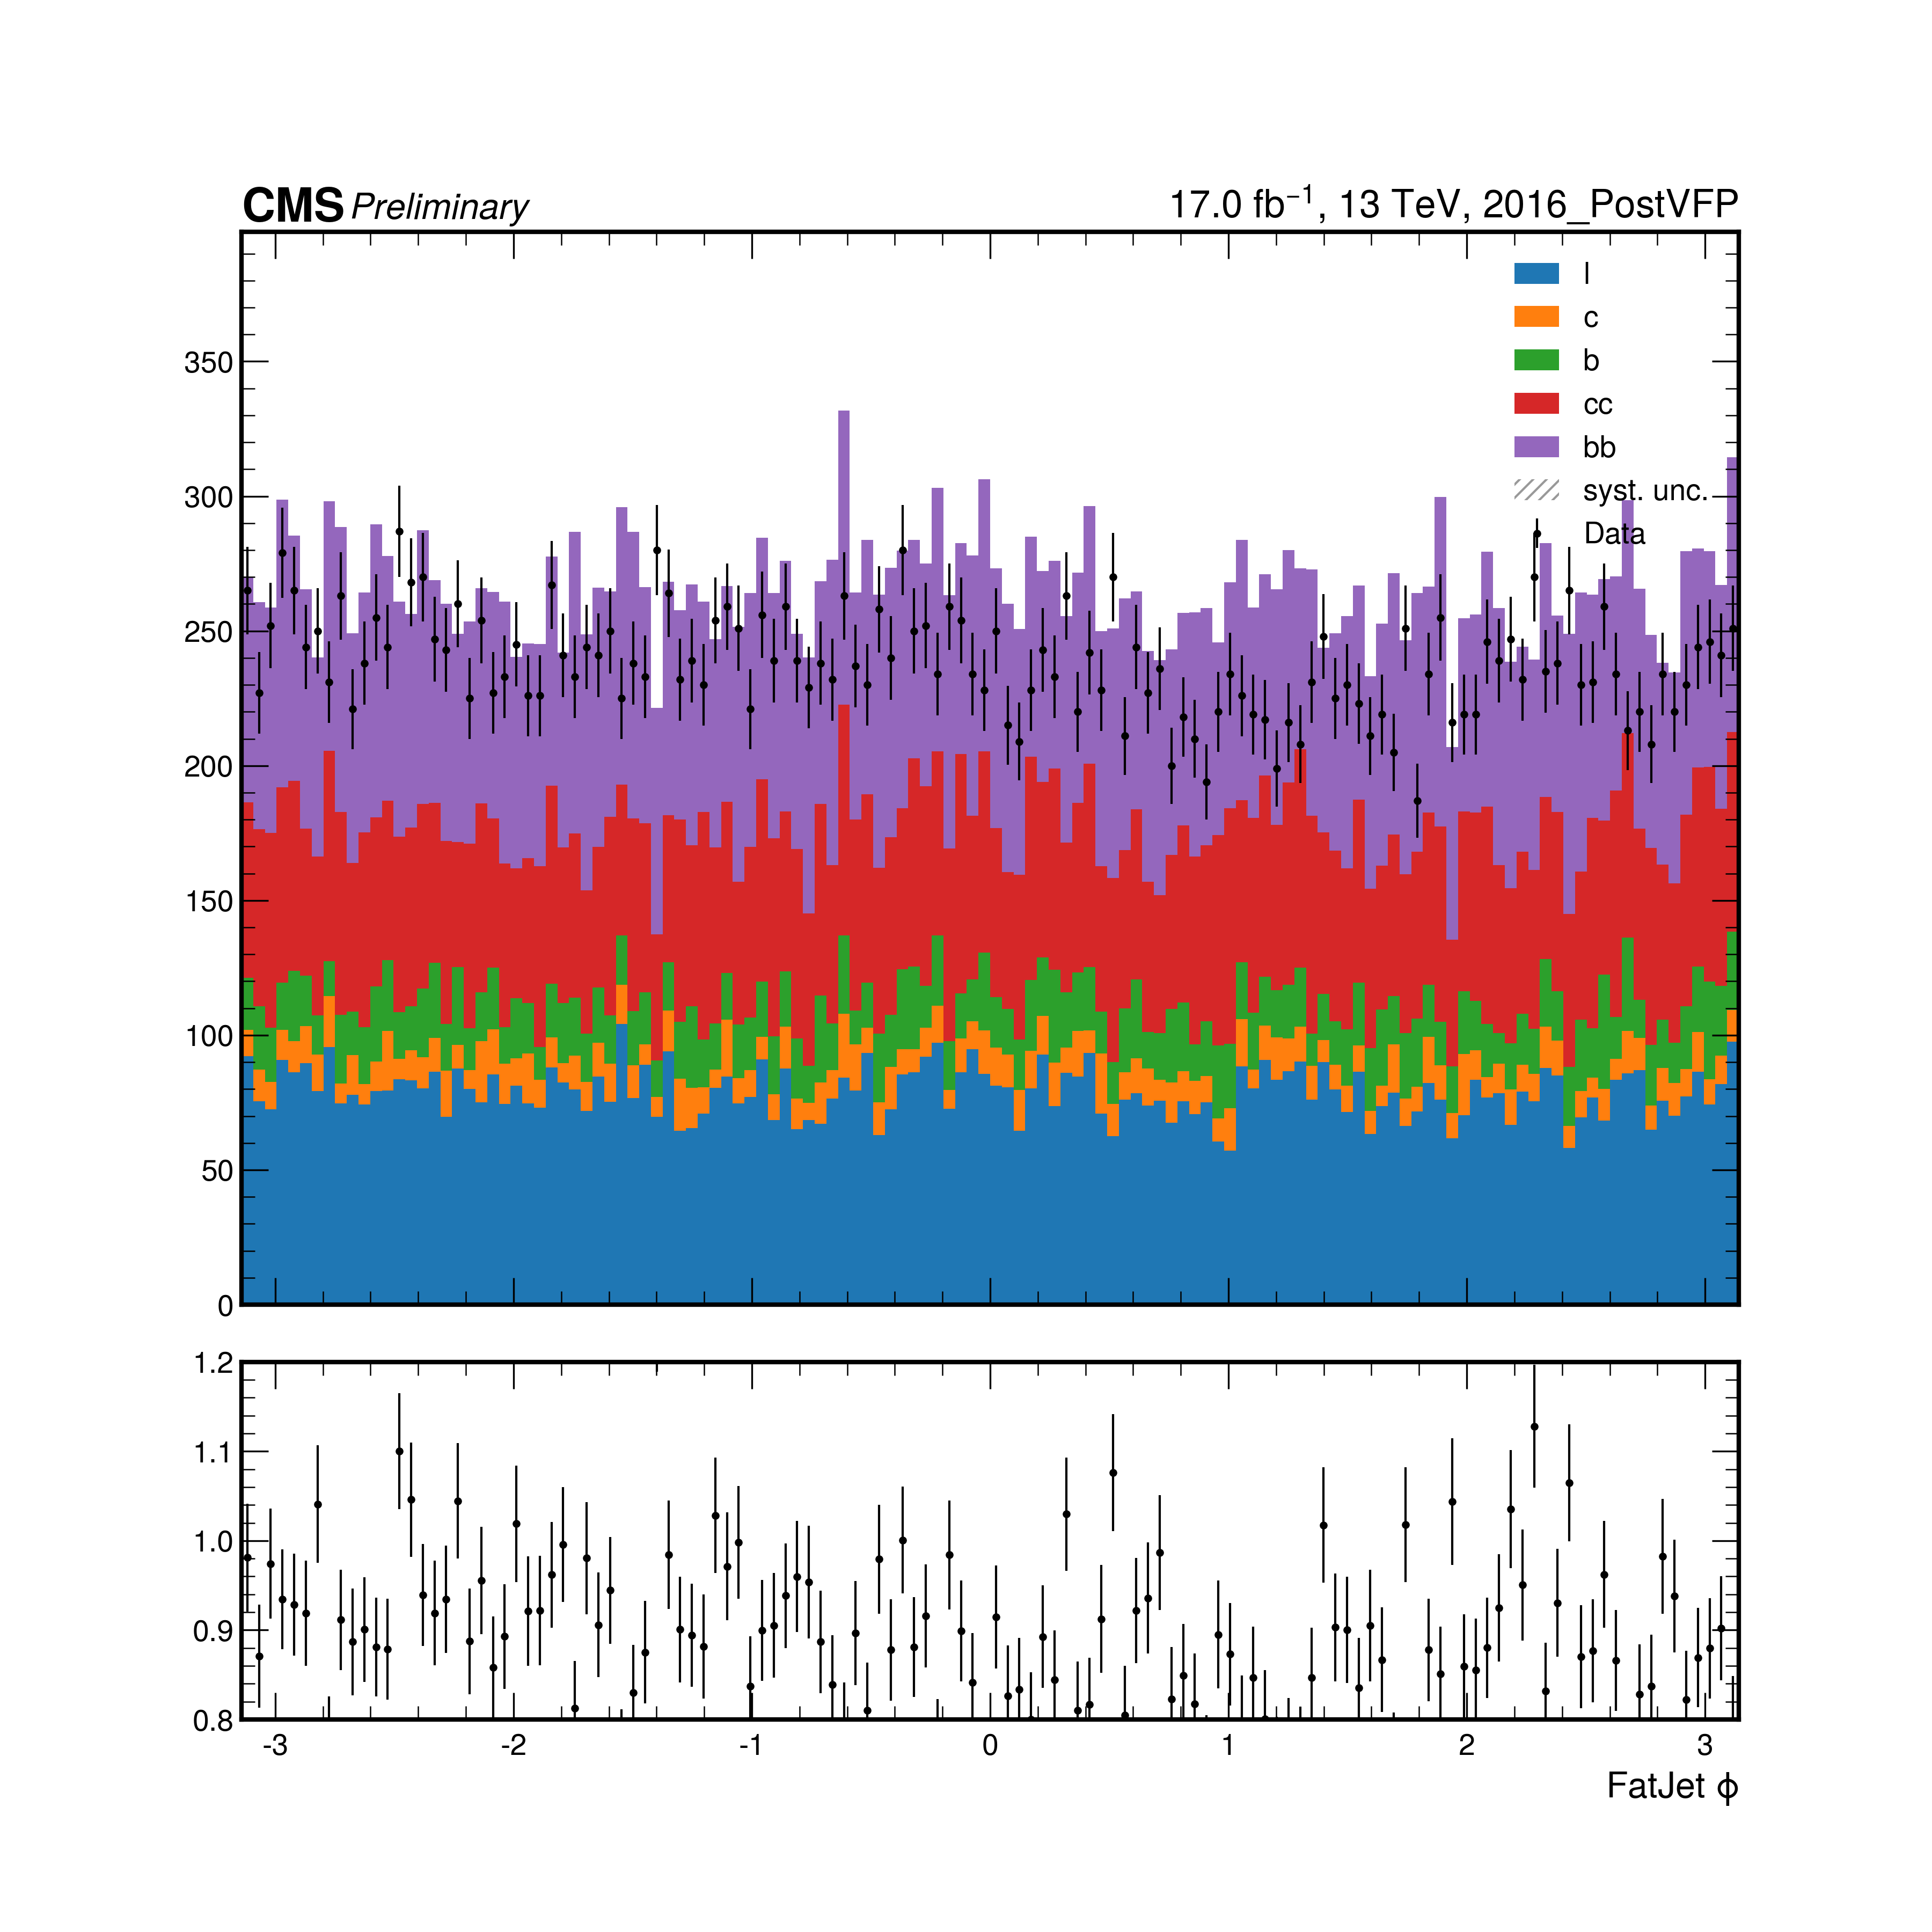 CMS Preliminary
17.0 fb⁻¹, 13 TeV, 2016_PostVFP
l
c
b
cc
bb
syst. unc.
Data
350
300
250
200
150
100
50
0
1.2
1.1
1.0
0.9
0.8
-3 -2 -1 0 1 2 3
FatJet ϕ